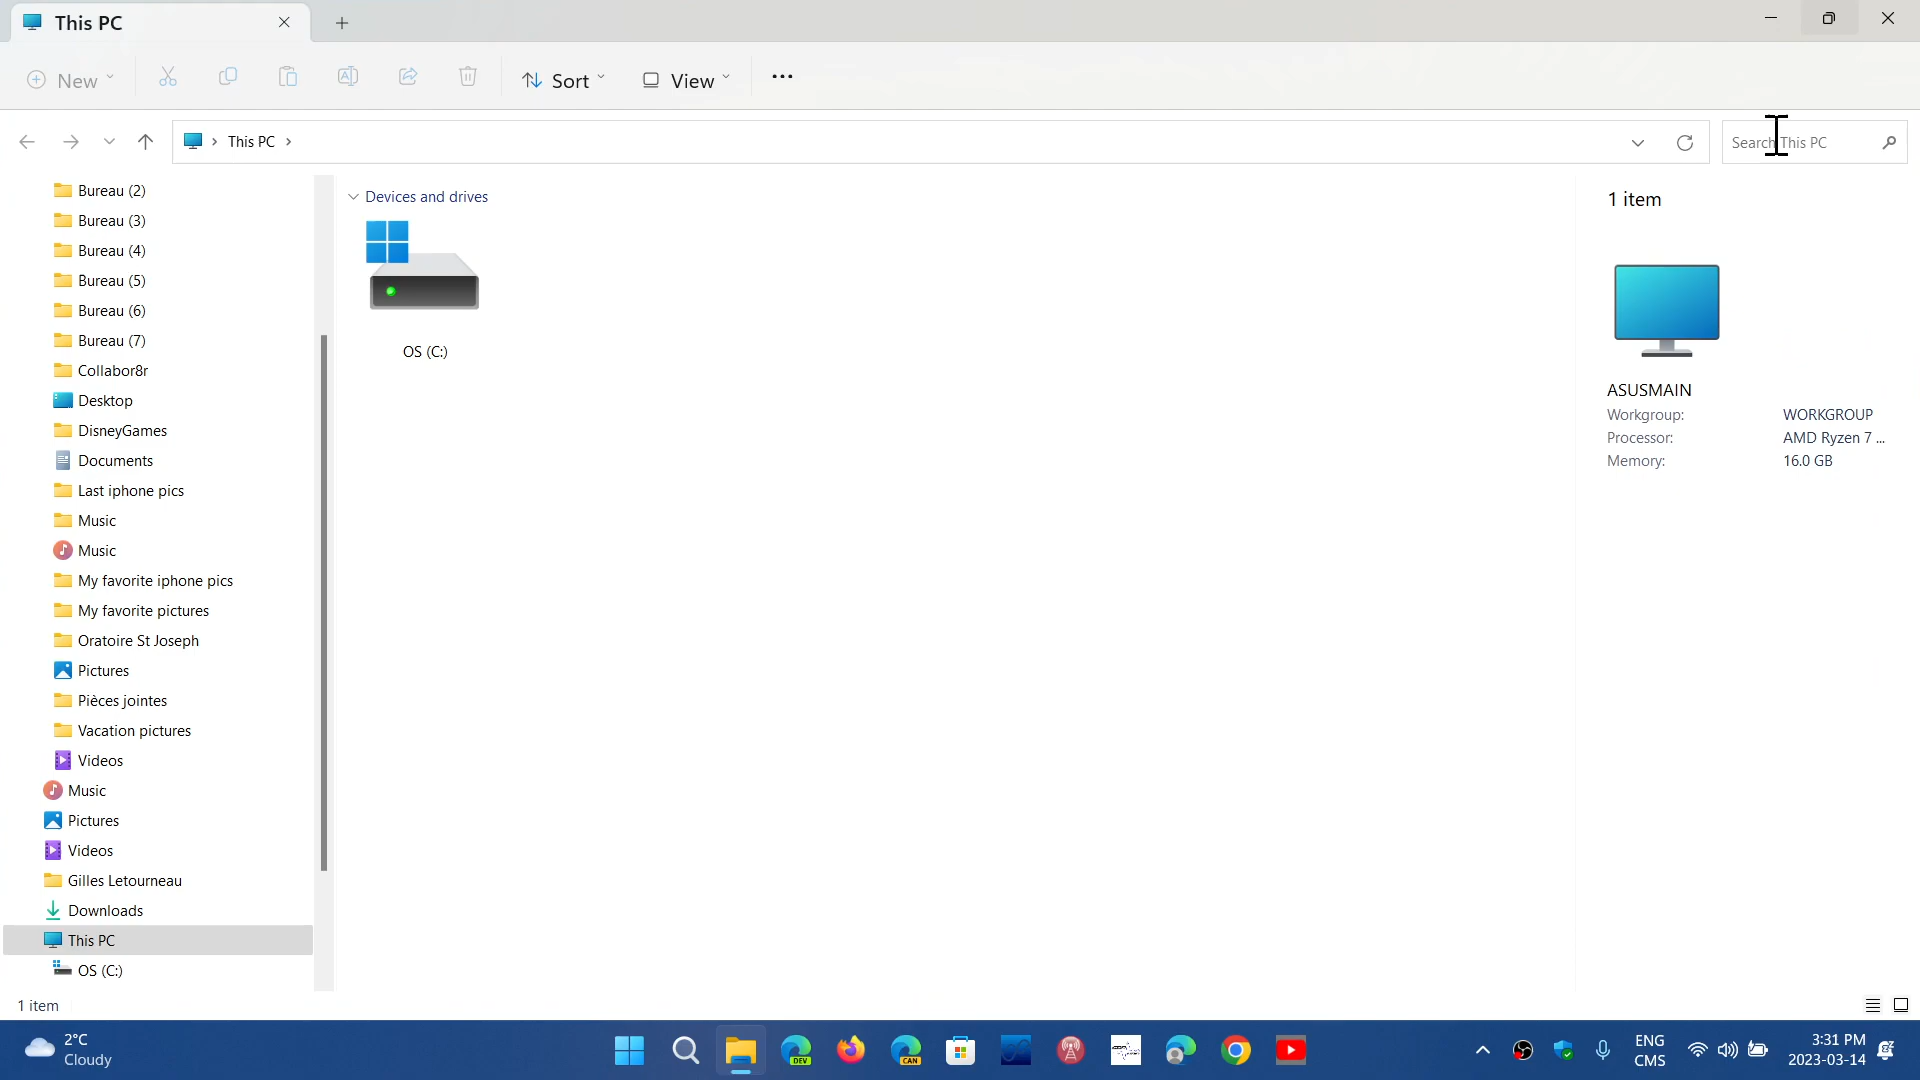 This PC
New
Sort
View
This PC
Search This PC
Bureau (2)
Bureau (3)
Bureau (4)
Bureau (5)
Bureau (6)
Bureau (7)
Collabor8r
Desktop
DisneyGames
Documents
Last iphone pics
Music
Music
My favorite iphone pics
My favorite pictures
Oratoire St Joseph
Pictures
Pièces jointes
Vacation pictures
Videos
Music
Pictures
Videos
Gilles Letourneau
Downloads
This PC
OS (C:)
Devices and drives
OS (C:)
1 item
ASUSMAIN
Workgroup: WORKGROUP
Processor: AMD Ryzen 7 ...
Memory: 16.0 GB
1 item
2°C
Cloudy
DEV
CAN
ENG
CMS
3:31 PM
2023-03-14